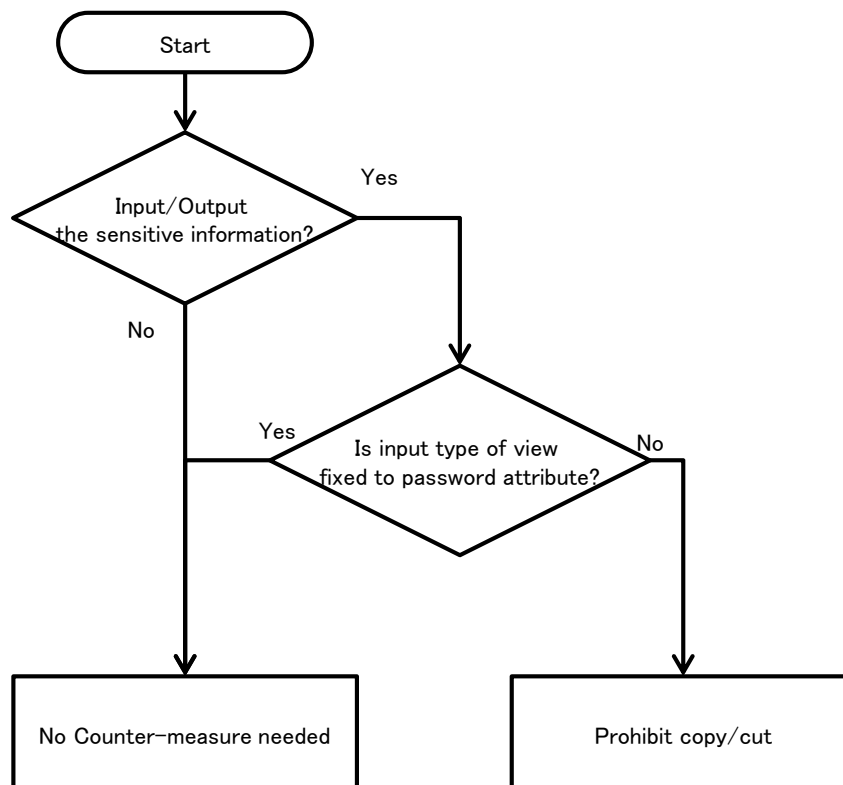 Start
Yes
Input/Output
the sensitive information?
No
Yes
Is input type of view
fixed to password attribute?
No
No Counter-measure needed
Prohibit copy/cut